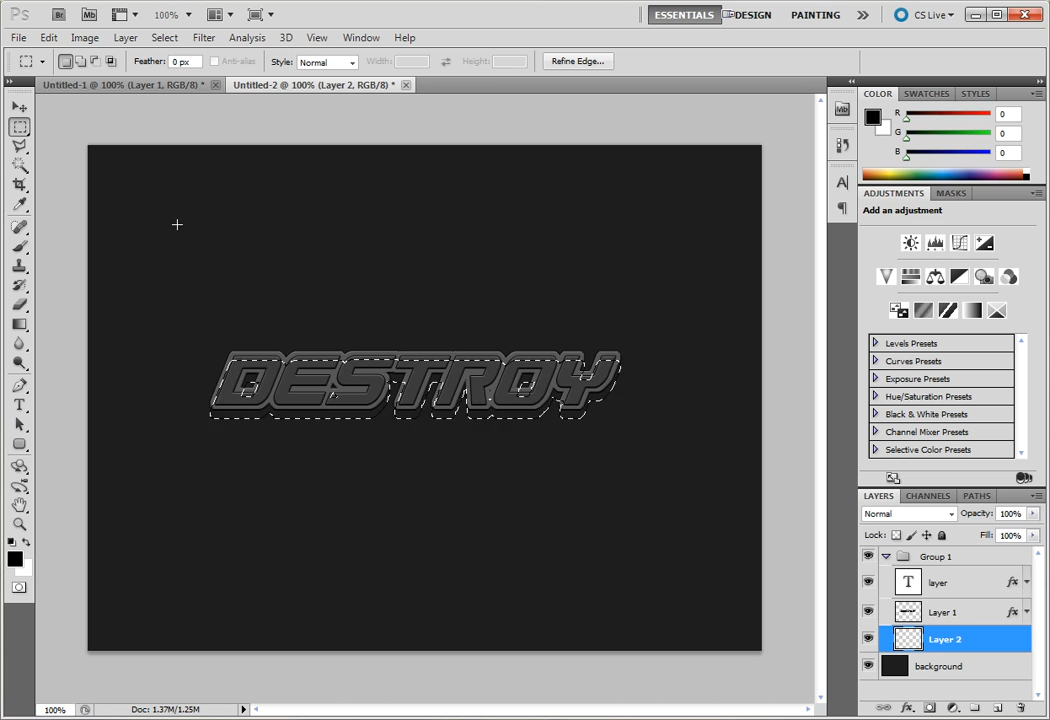 Ps Br Mb 100% ESSENTIALS DESIGN PAINTING CS Live
File Edit Image Layer Select Filter Analysis 3D View Window Help
Feather: 0 px Anti-alias Style: Normal Width: Height: Refine Edge...
Untitled-1 @ 100% (Layer 1, RGB/8) * Untitled-2 @ 100% (Layer 2, RGB/8) *
COLOR SWATCHES STYLES
R 0
G 0
B 0
ADJUSTMENTS MASKS
Add an adjustment
Levels Presets
Curves Presets
Exposure Presets
Hue/Saturation Presets
Black & White Presets
Channel Mixer Presets
Selective Color Presets
DESTROY
LAYERS CHANNELS PATHS
Normal Opacity: 100%
Lock: Fill: 100%
Group 1
T layer fx
Layer 1 fx
Layer 2
background
100% Doc: 1.37M/1.25M